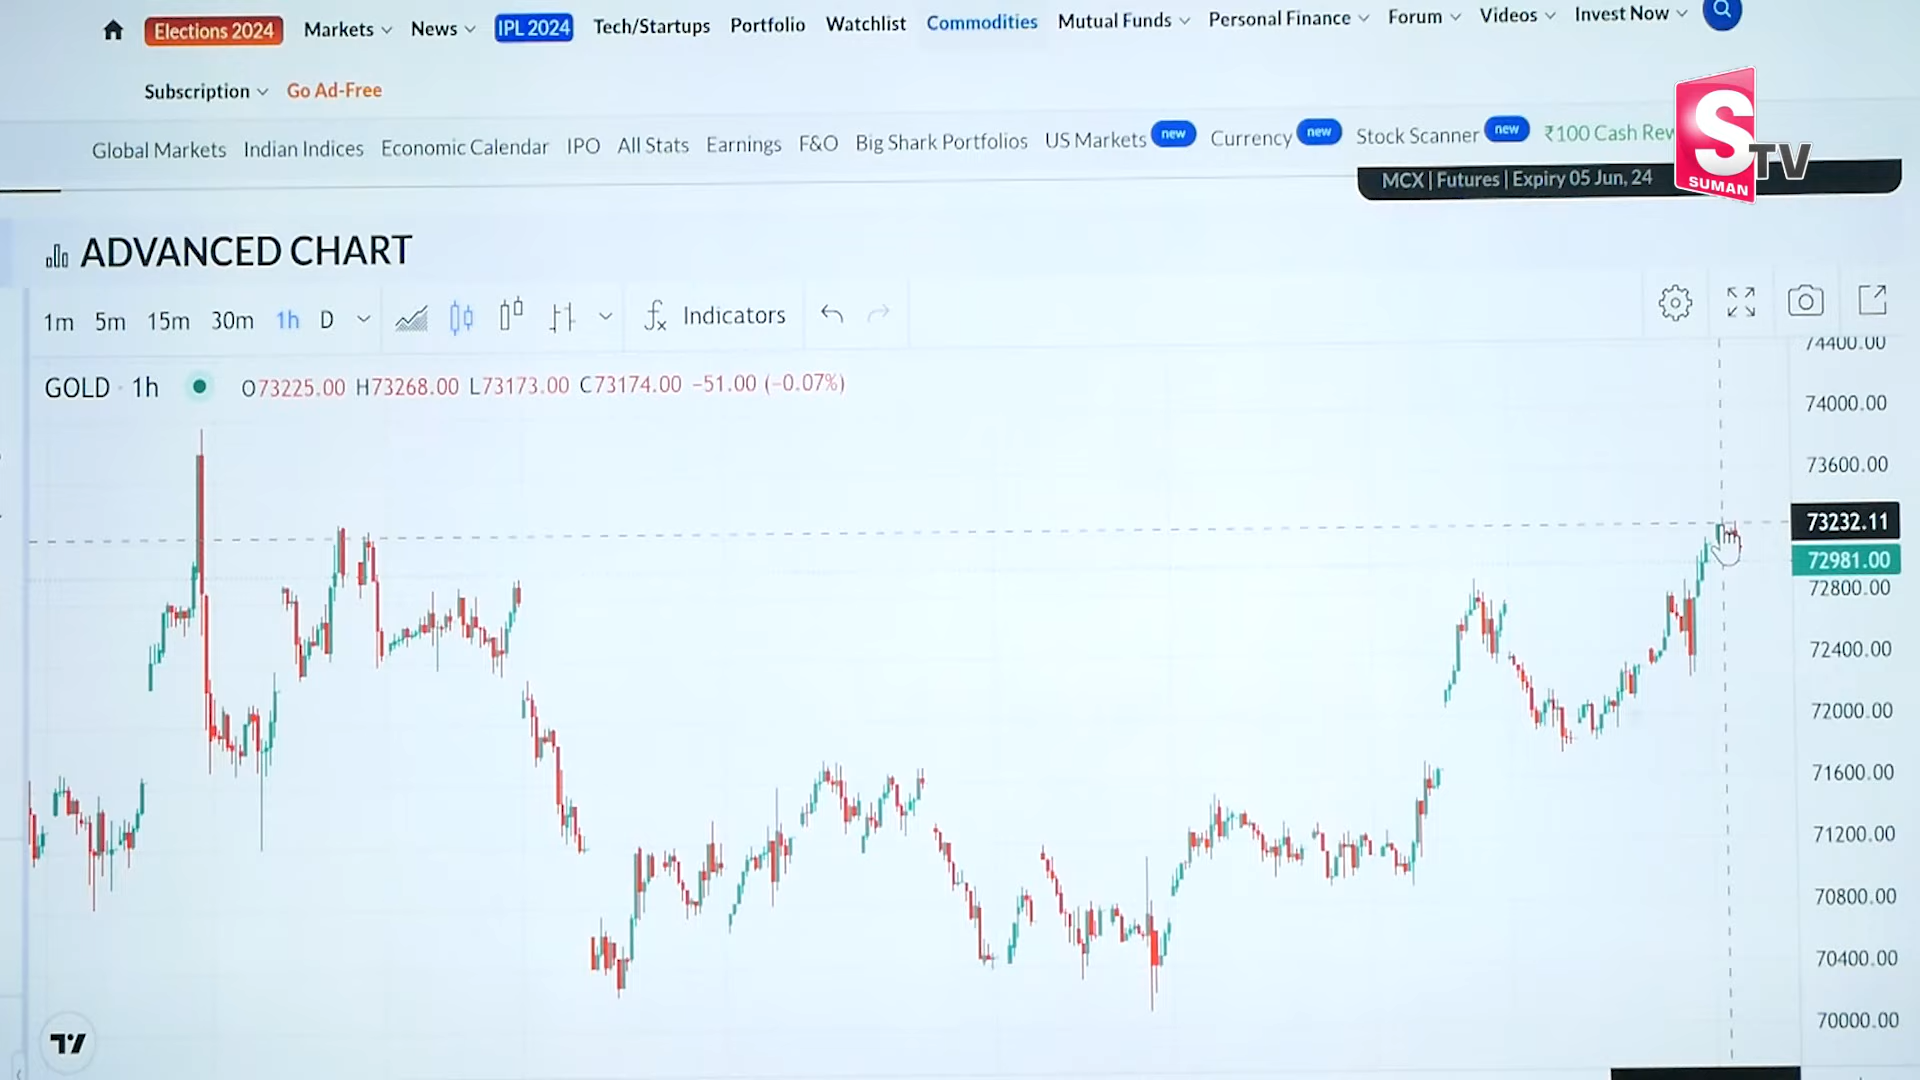 Elections 2024 Markets News IPL 2024 Tech/Startups Portfolio Watchlist Commodities Mutual Funds Personal Finance Forum Videos Invest Now
Subscription Go Ad-Free
Global Markets Indian Indices Economic Calendar IPO All Stats Earnings F&O Big Shark Portfolios US Markets new Currency new Stock Scanner new ₹100 Cash
S TV
SUMAN
MCX | Futures | Expiry 05 Jun, 24
ADVANCED CHART
1m 5m 15m 30m 1h D Indicators
74400.00
GOLD · 1h O73225.00 H73268.00 L73173.00 C73174.00 −51.00 (−0.07%)
74000.00
73600.00
73232.11
72981.00
72800.00
72400.00
72000.00
71600.00
71200.00
70800.00
70400.00
70000.00